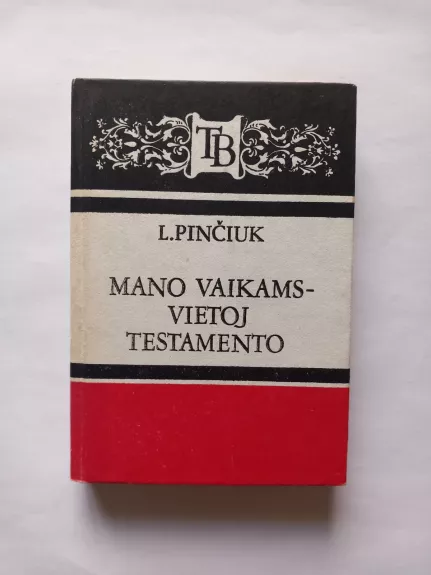 TB
L.PINČIUK
MANO VAIKAMS-
VIETOJ
TESTAMENTO